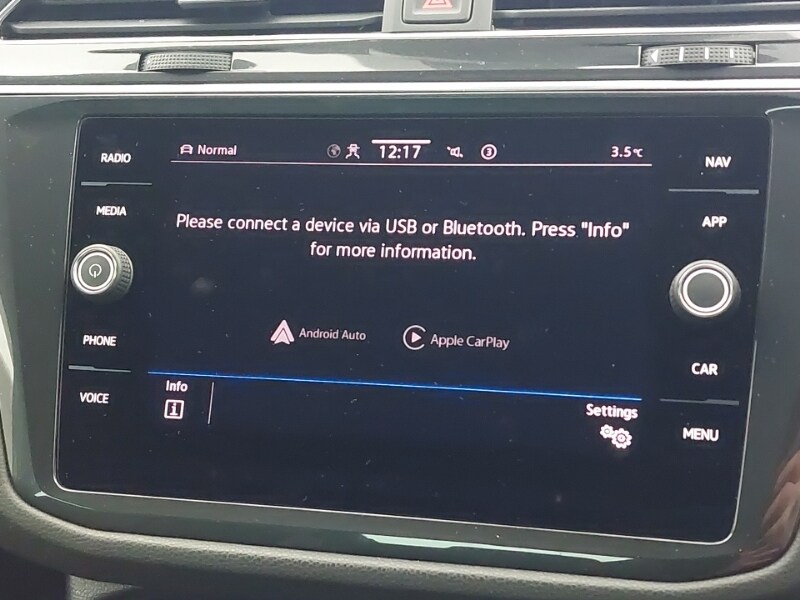 RADIO
Normal
12:17
3
3.5°C
NAV
MEDIA
APP
Please connect a device via USB or Bluetooth. Press "Info"
for more information.
PHONE
Android Auto
Apple CarPlay
CAR
VOICE
Info
i
Settings
MENU